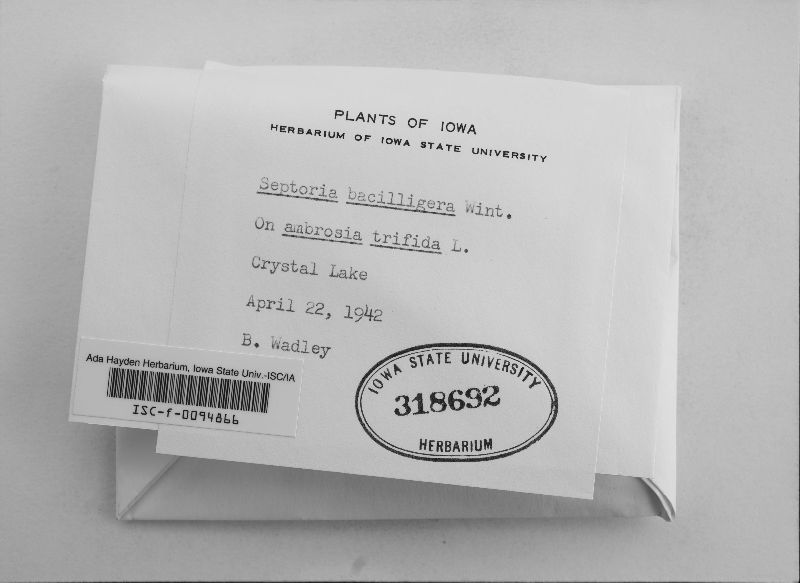 PLANTS OF IOWA
HERBARIUM OF IOWA STATE UNIVERSITY
Septoria bacilligera Wint.
On ambrosia trifida L.
Crystal Lake
April 22, 1942
B. Wadley
Ada Hayden Herbarium, Iowa State Univ.-ISC/IA
ISC-f-0094866
IOWA STATE UNIVERSITY
318692
HERBARIUM